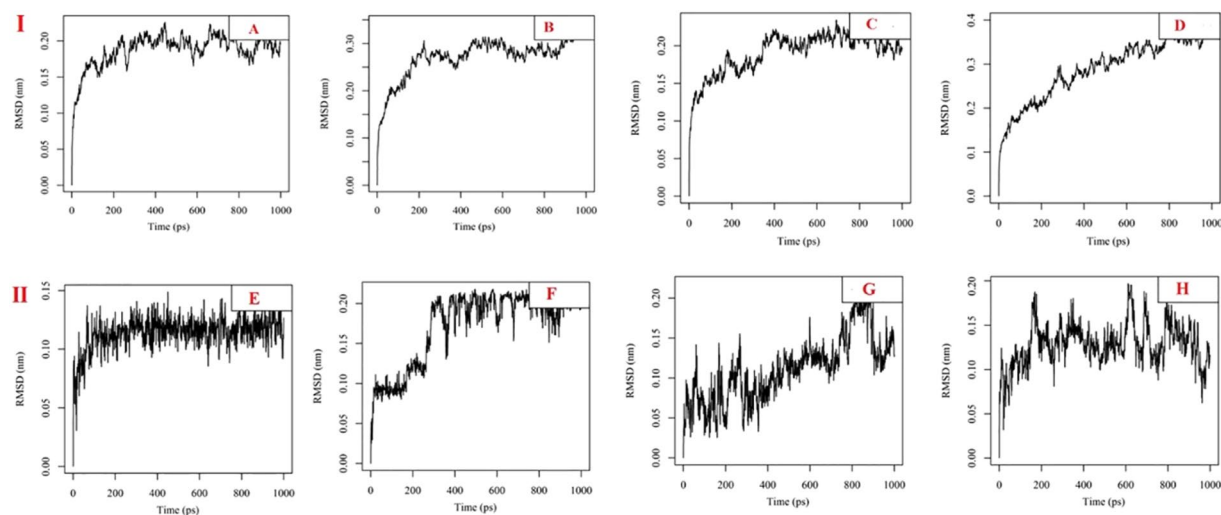 I
A
B
C
D
RMSD (nm)
0.00 0.05 0.10 0.15 0.20
0 200 400 600 800 1000
Time (ps)
RMSD (nm)
0.00 0.10 0.20 0.30
0 200 400 600 800 1000
Time (ps)
RMSD (nm)
0.00 0.05 0.10 0.15 0.20
0 200 400 600 800 1000
Time (ps)
RMSD (nm)
0.0 0.1 0.2 0.3 0.4
0 200 400 600 800 1000
Time (ps)
II
E
F
G
H
RMSD (nm)
0.00 0.05 0.10 0.15
0 200 400 600 800 1000
Time (ps)
RMSD (nm)
0.00 0.05 0.10 0.15 0.20
0 200 400 600 800 1000
Time (ps)
RMSD (nm)
0.00 0.05 0.10 0.15 0.20
0 200 400 600 800 1000
Time (ps)
RMSD (nm)
0.00 0.05 0.10 0.15 0.20
0 200 400 600 800 1000
Time (ps)